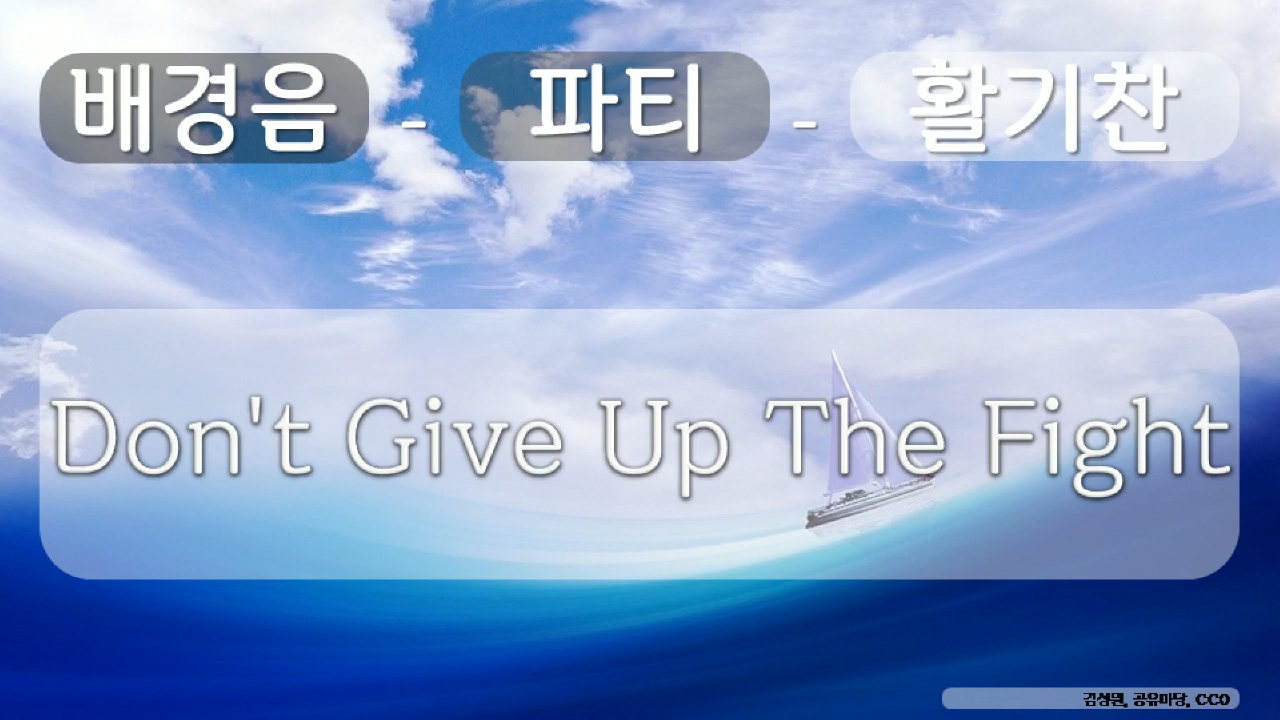 배경음 - 파티 - 활기찬
Don't Give Up The Fight
김성원, 공유마당, CC0